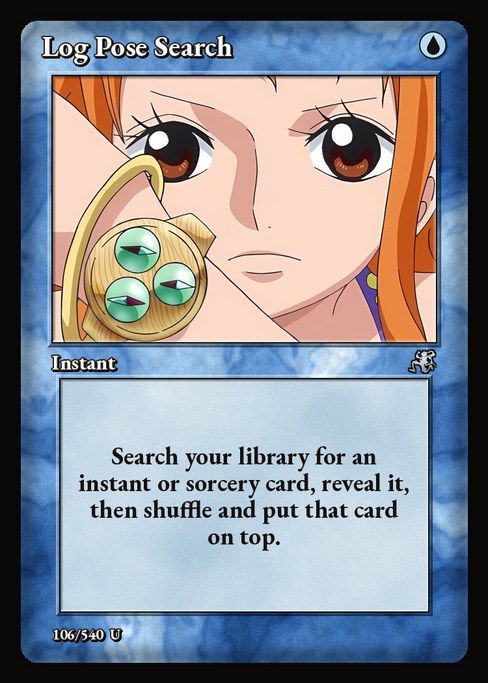 Log Pose Search
Instant
Search your library for an
instant or sorcery card, reveal it,
then shuffle and put that card
on top.
106/540 U